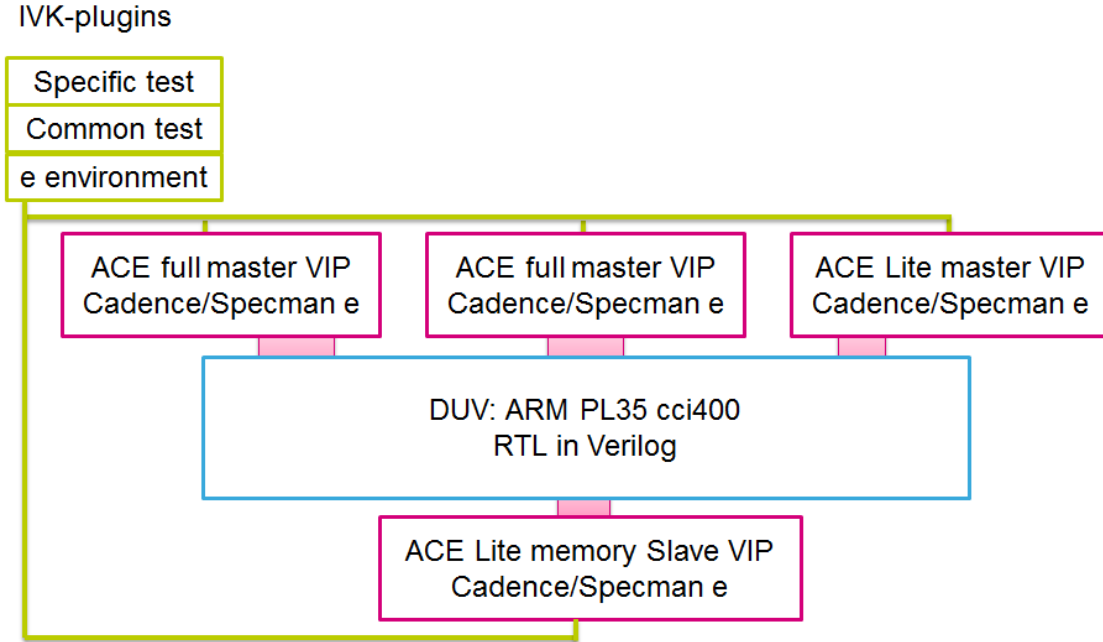 IVK-plugins
Specific test
Common test
e environment
ACE full master VIP
Cadence/Specman e
ACE full master VIP
Cadence/Specman e
ACE Lite master VIP
Cadence/Specman e
DUV: ARM PL35 cci400
RTL in Verilog
ACE Lite memory Slave VIP
Cadence/Specman e